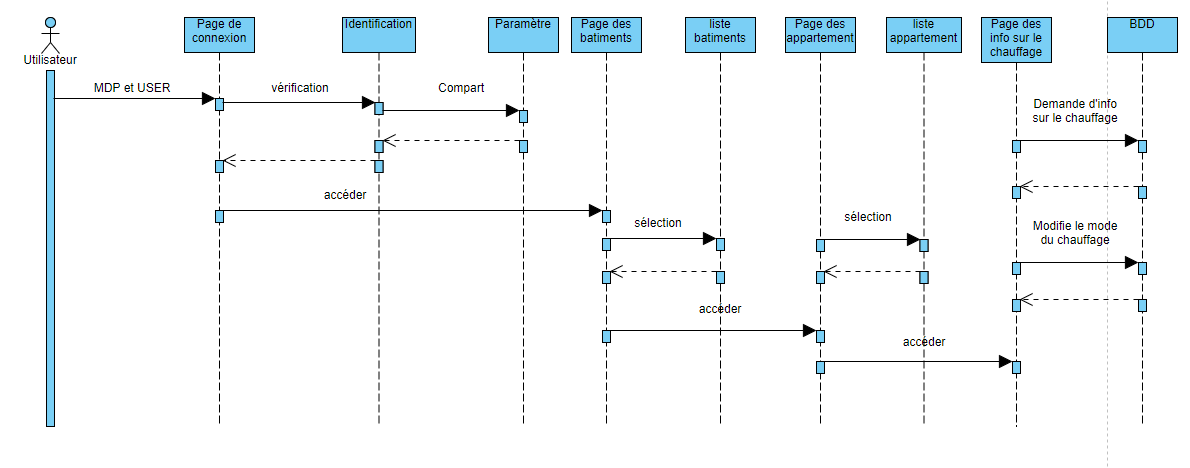 Page de
connexion
Identification
Paramètre
Page des
batiments
liste
batiments
Page des
appartement
liste
appartement
Page des
info sur le
chauffage
BDD
Utilisateur
MDP et USER
vérification
Compart
Demande d'info
sur le chauffage
accéder
sélection
sélection
Modifie le mode
du chauffage
accéder
accéder